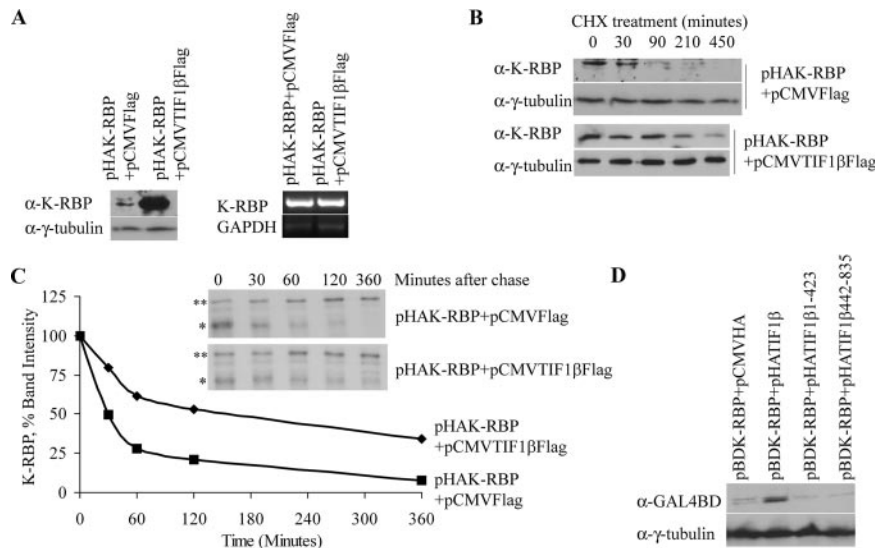 A
pHAK-RBP
+pCMVFlag
pHAK-RBP
+pCMVTIF1βFlag
α-K-RBP
α-γ-tubulin
pHAK-RBP+pCMVFlag
pHAK-RBP
+pCMVTIF1βFlag
K-RBP
GAPDH
B
CHX treatment (minutes)
0 30 90 210 450
α-K-RBP
α-γ-tubulin
pHAK-RBP
+pCMVFlag
α-K-RBP
α-γ-tubulin
pHAK-RBP
+pCMVTIF1βFlag
C
0 30 60 120 360 Minutes after chase
**
*
pHAK-RBP+pCMVFlag
**
*
pHAK-RBP+pCMVTIF1βFlag
K-RBP, % Band Intensity
125
100
75
50
25
0
pHAK-RBP
+pCMVTIF1βFlag
pHAK-RBP
+pCMVFlag
0 60 120 180 240 300 360
Time (Minutes)
D
pBDK-RBP+pCMVHA
pBDK-RBP+pHATIF1β
pBDK-RBP+pHATIF1β1-423
pBDK-RBP+pHATIF1β442-835
α-GAL4BD
α-γ-tubulin